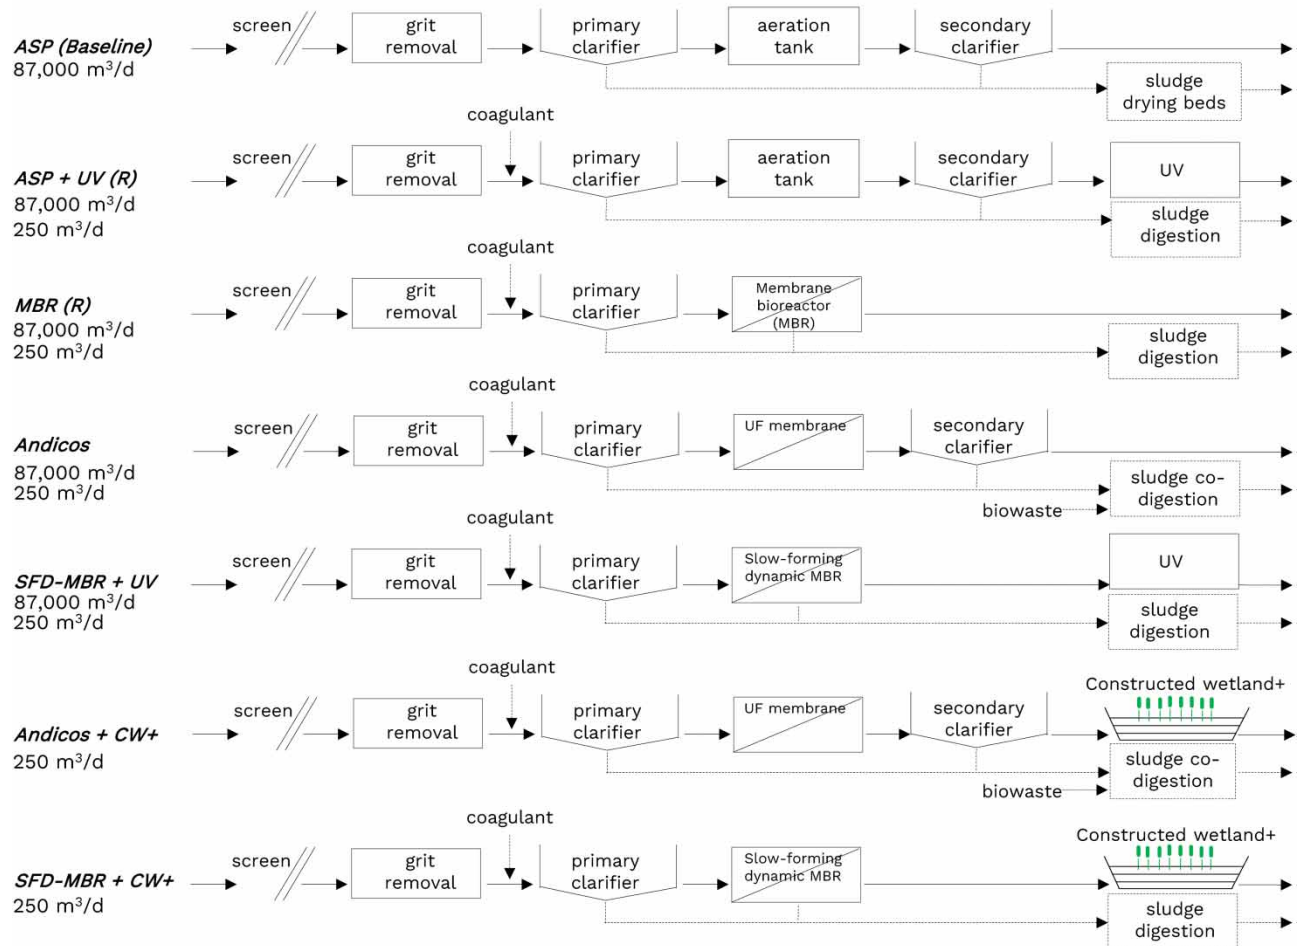 ASP (Baseline)
87,000 m³/d
screen
grit
removal
primary
clarifier
aeration
tank
secondary
clarifier
sludge
drying beds
ASP + UV (R)
87,000 m³/d
250 m³/d
screen
grit
removal
coagulant
primary
clarifier
aeration
tank
secondary
clarifier
UV
sludge
digestion
MBR (R)
87,000 m³/d
250 m³/d
screen
grit
removal
coagulant
primary
clarifier
Membrane
bioreactor
(MBR)
sludge
digestion
Andicos
87,000 m³/d
250 m³/d
screen
grit
removal
coagulant
primary
clarifier
UF membrane
secondary
clarifier
sludge co-
digestion
biowaste
SFD-MBR + UV
87,000 m³/d
250 m³/d
screen
grit
removal
coagulant
primary
clarifier
Slow-forming
dynamic MBR
UV
sludge
digestion
Andicos + CW+
250 m³/d
screen
grit
removal
coagulant
primary
clarifier
UF membrane
secondary
clarifier
Constructed wetland+
sludge co-
digestion
biowaste
SFD-MBR + CW+
250 m³/d
screen
grit
removal
coagulant
primary
clarifier
Slow-forming
dynamic MBR
Constructed wetland+
sludge
digestion